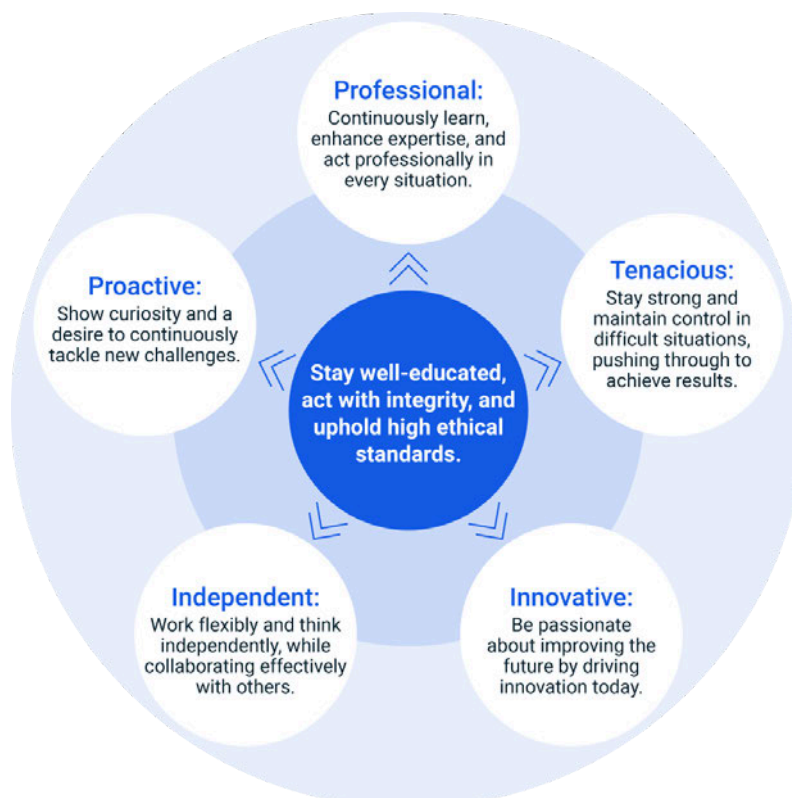 Professional:
Continuously learn,
enhance expertise, and
act professionally in
every situation.
Proactive:
Show curiosity and a
desire to continuously
tackle new challenges.
Tenacious:
Stay strong and
maintain control in
difficult situations,
pushing through to
achieve results.
Stay well-educated,
act with integrity, and
uphold high ethical
standards.
Independent:
Work flexibly and think
independently, while
collaborating effectively
with others.
Innovative:
Be passionate
about improving the
future by driving
innovation today.